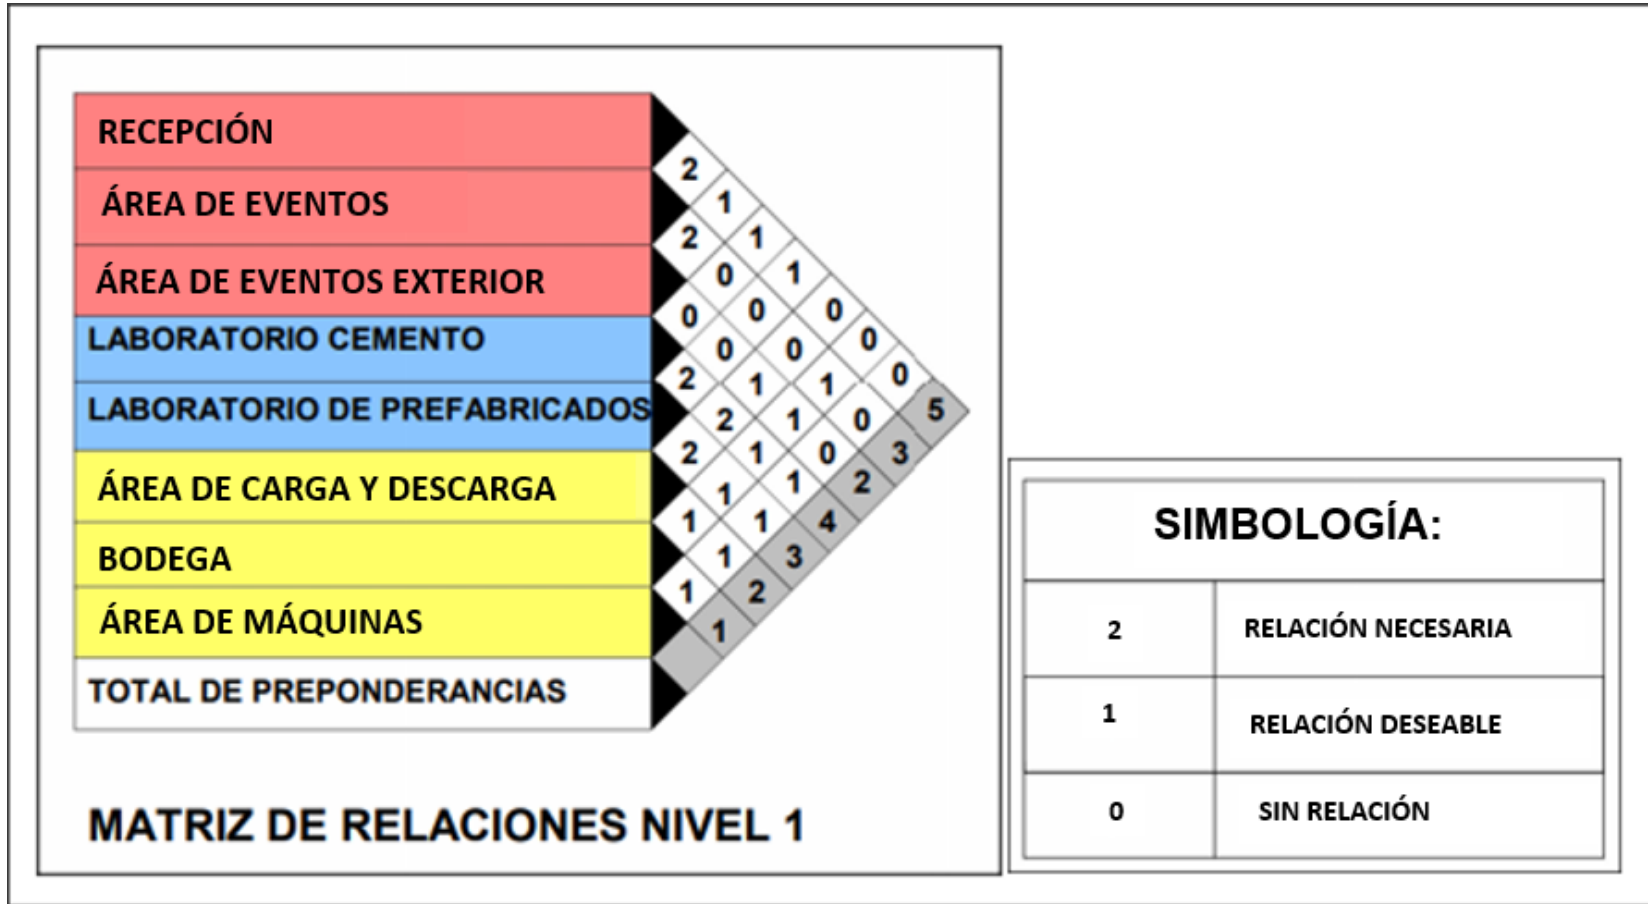 RECEPCIÓN
ÁREA DE EVENTOS
ÁREA DE EVENTOS EXTERIOR
LABORATORIO CEMENTO
LABORATORIO DE PREFABRICADOS
ÁREA DE CARGA Y DESCARGA
BODEGA
ÁREA DE MÁQUINAS
TOTAL DE PREPONDERANCIAS
2 1 1 1 0 0 0 5
2 0 0 0 1 0 3
0 0 1 1 0 2
2 2 1 1 4
2 1 1 3
1 1 2
1 1
MATRIZ DE RELACIONES NIVEL 1
SIMBOLOGÍA:
2 RELACIÓN NECESARIA
1 RELACIÓN DESEABLE
0 SIN RELACIÓN